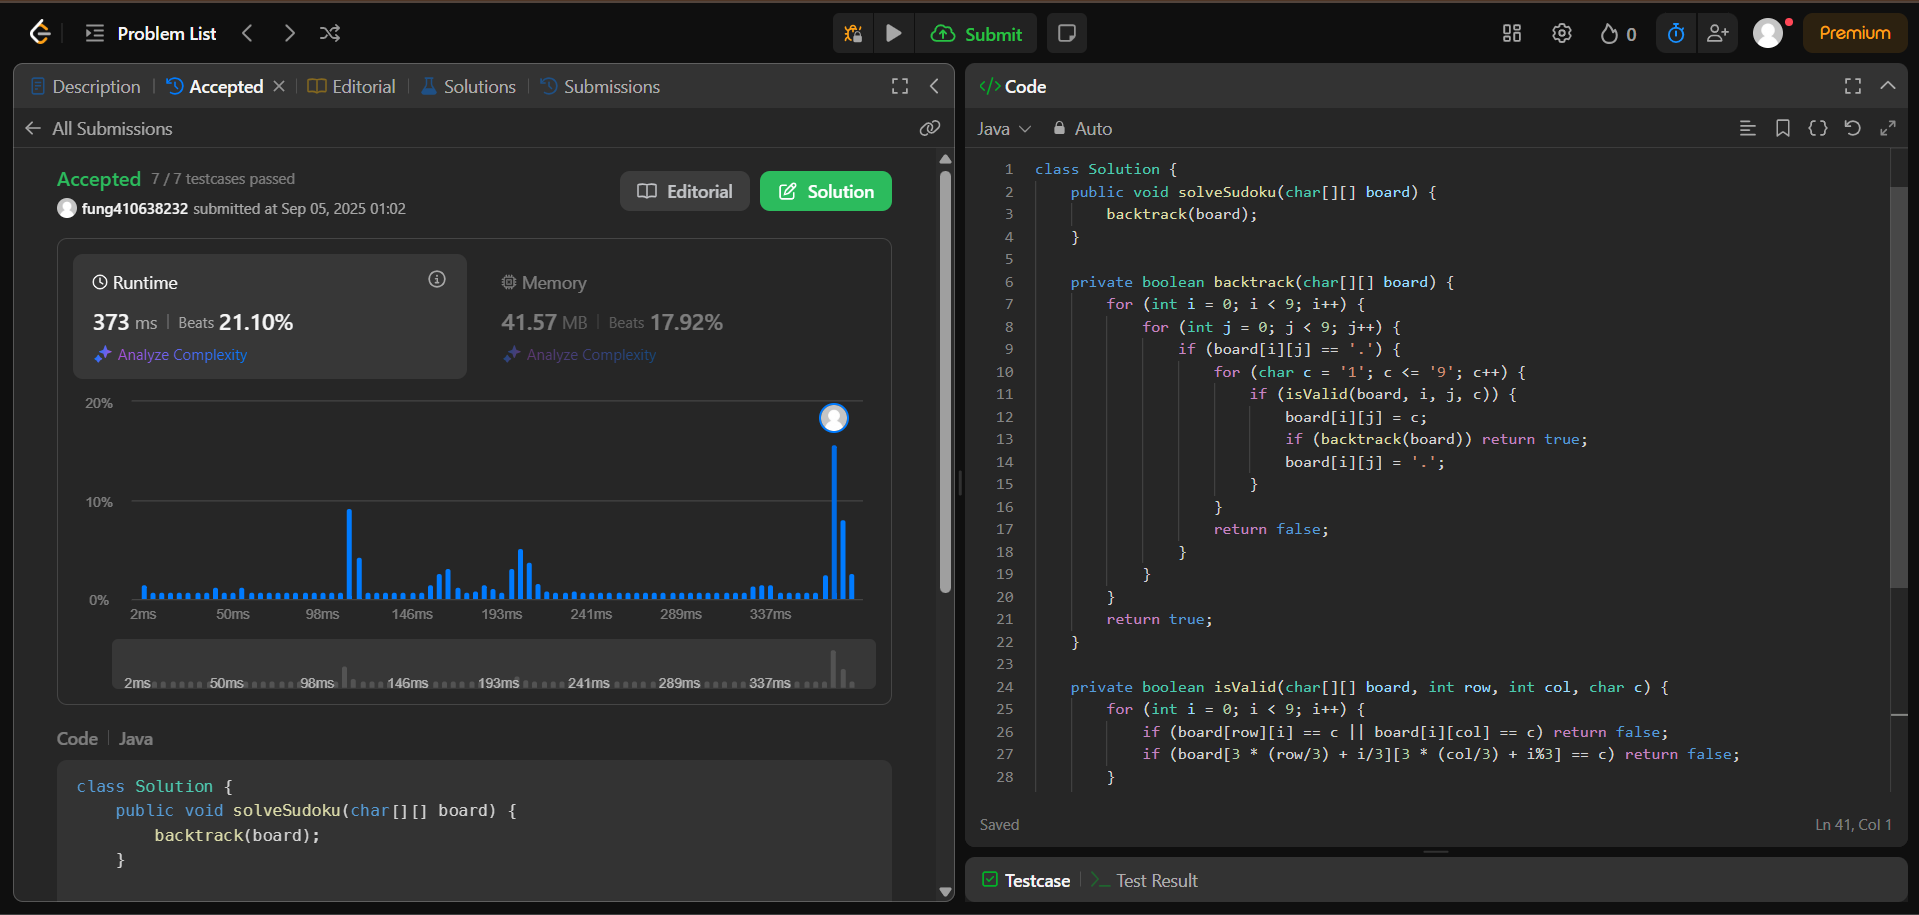 Problem List
Submit
0
Premium
Description
Accepted
Editorial
Solutions
Submissions
All Submissions
Accepted 7 / 7 testcases passed
fung410638232 submitted at Sep 05, 2025 01:02
Editorial
Solution
Runtime
373 ms Beats 21.10%
Analyze Complexity
Memory
41.57 MB Beats 17.92%
Analyze Complexity
20%
10%
0%
2ms 50ms 98ms 146ms 193ms 241ms 289ms 337ms
2ms 50ms 98ms 146ms 193ms 241ms 289ms 337ms
Code Java
class Solution {
    public void solveSudoku(char[][] board) {
        backtrack(board);
    }
</> Code
Java Auto
1 class Solution {
2     public void solveSudoku(char[][] board) {
3         backtrack(board);
4     }
5
6     private boolean backtrack(char[][] board) {
7         for (int i = 0; i < 9; i++) {
8             for (int j = 0; j < 9; j++) {
9                 if (board[i][j] == '.') {
10                     for (char c = '1'; c <= '9'; c++) {
11                         if (isValid(board, i, j, c)) {
12                             board[i][j] = c;
13                             if (backtrack(board)) return true;
14                             board[i][j] = '.';
15                         }
16                     }
17                     return false;
18                 }
19             }
20         }
21         return true;
22     }
23
24     private boolean isValid(char[][] board, int row, int col, char c) {
25         for (int i = 0; i < 9; i++) {
26             if (board[row][i] == c || board[i][col] == c) return false;
27             if (board[3 * (row/3) + i/3][3 * (col/3) + i%3] == c) return false;
28         }
Saved
Ln 41, Col 1
Testcase
>_ Test Result